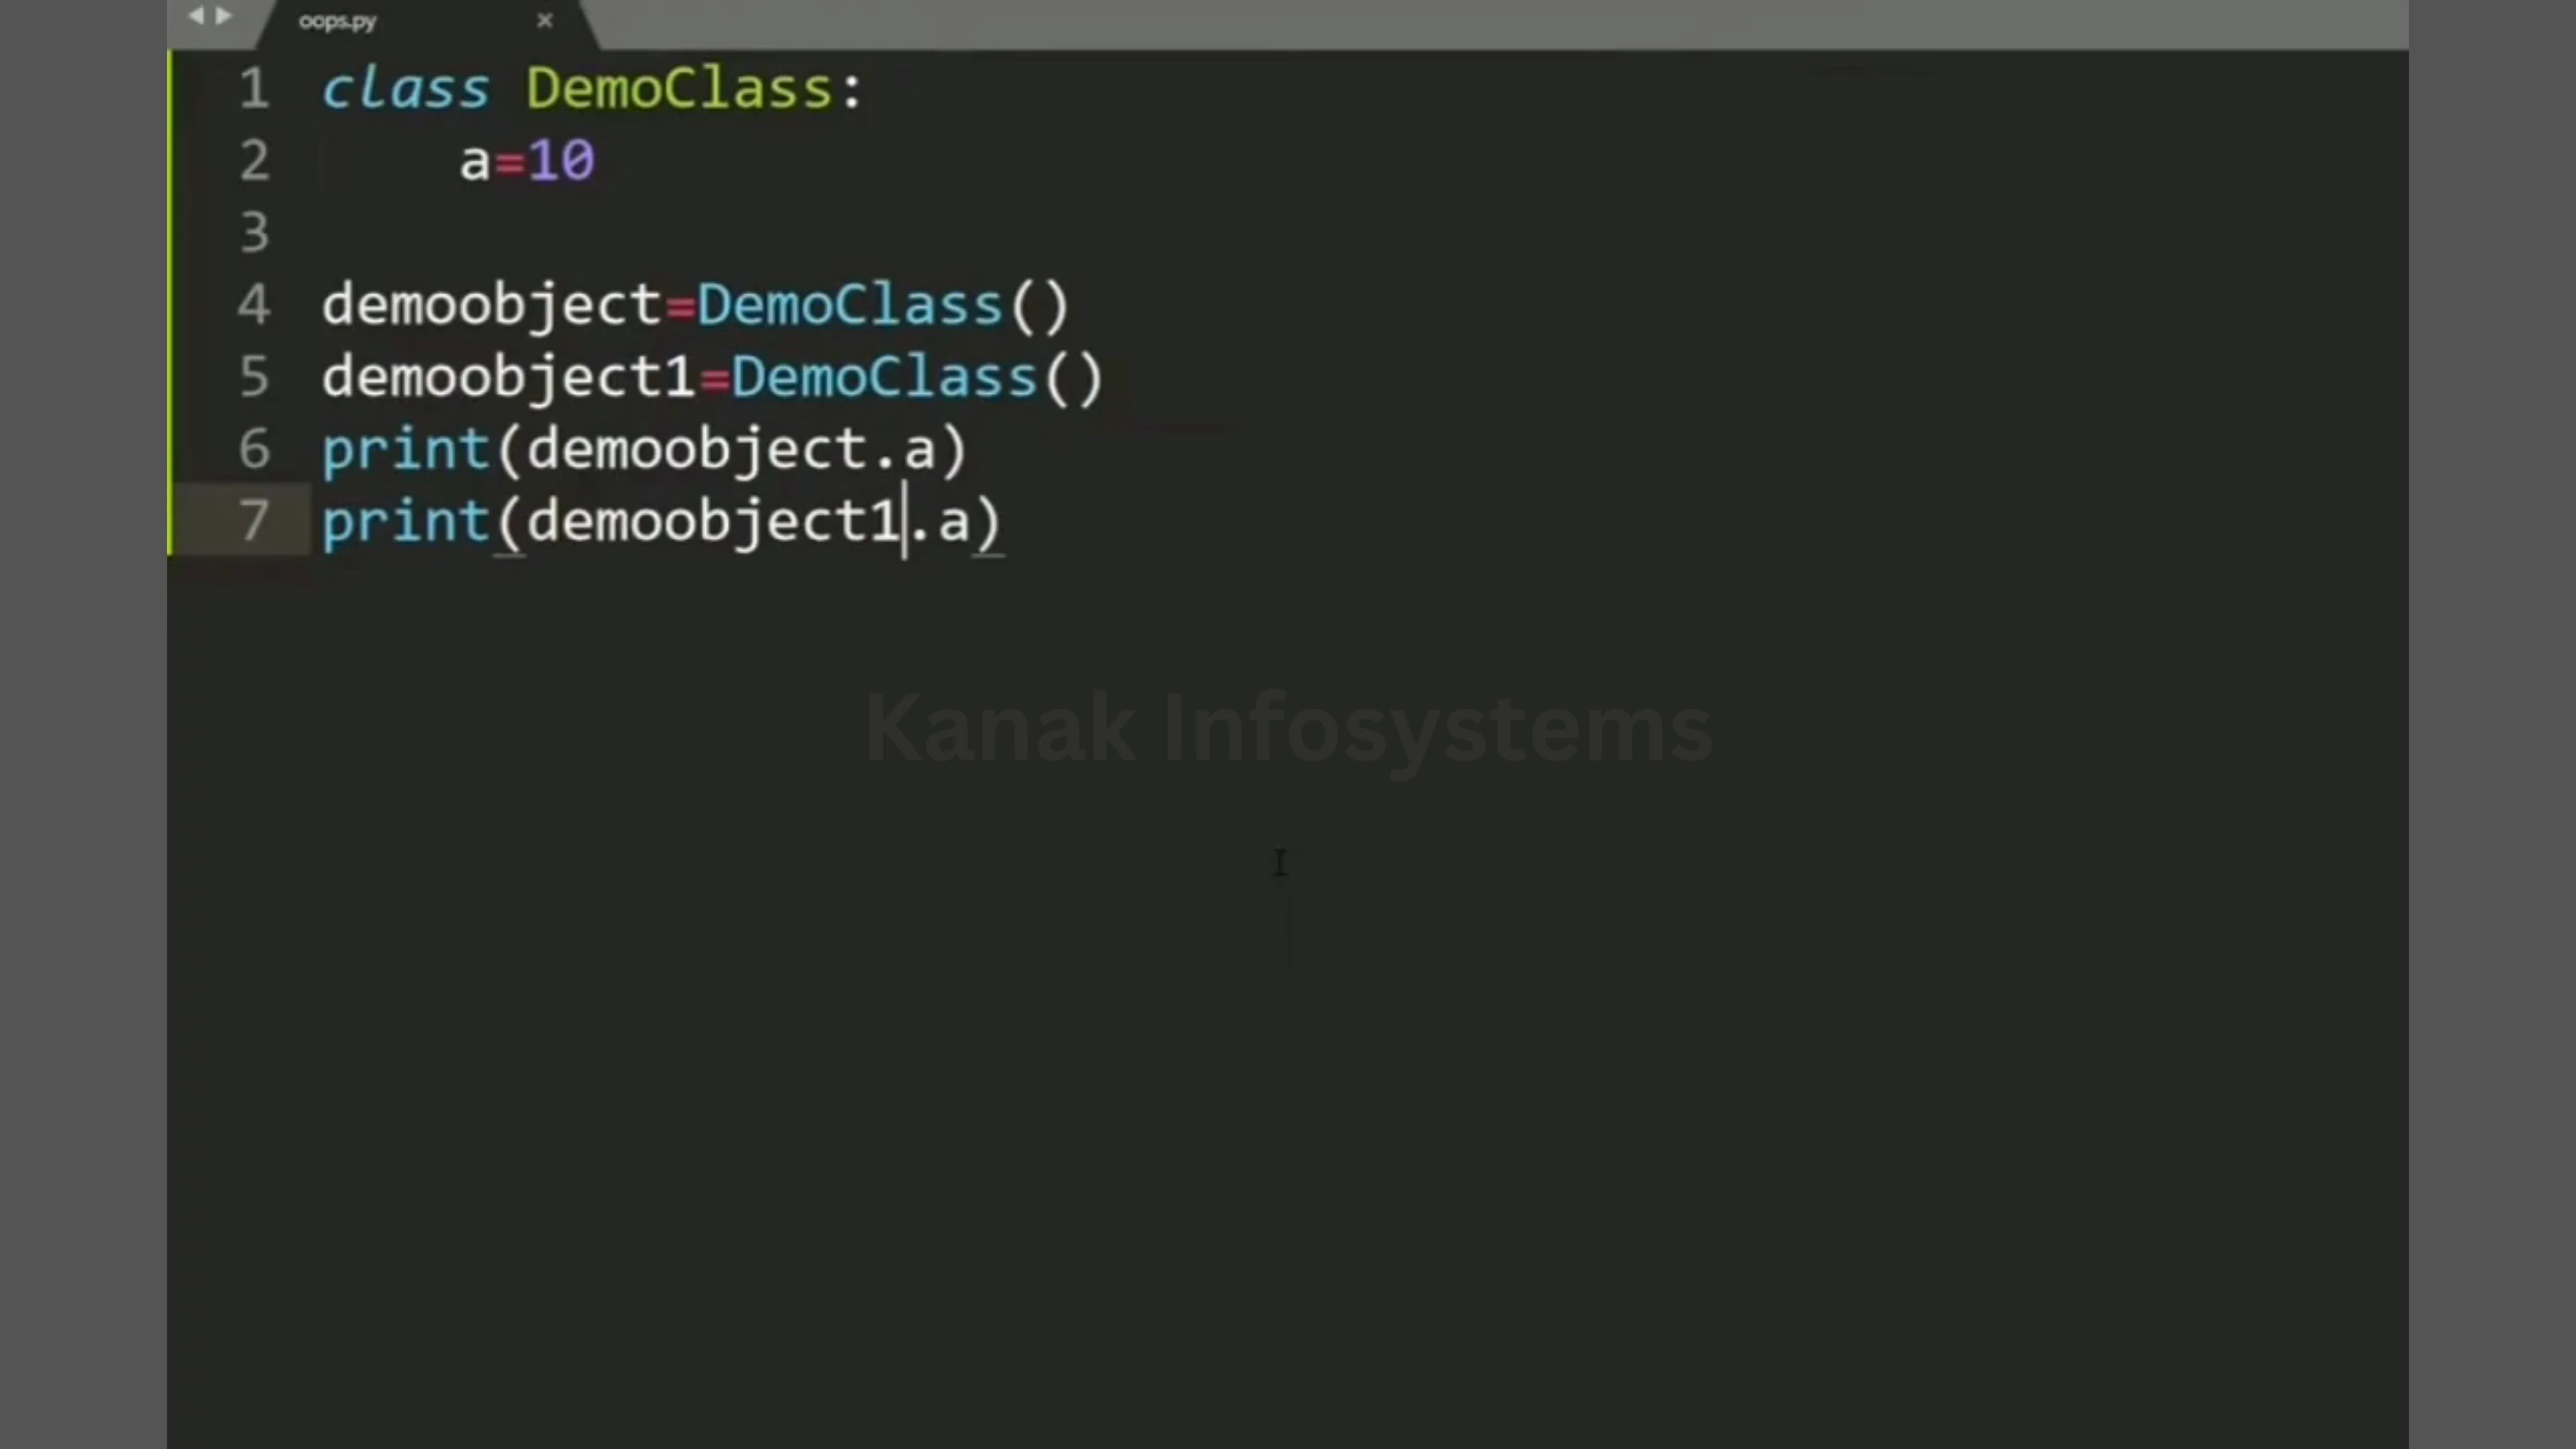 oops.py
1 class DemoClass:
2     a=10
3
4 demoobject=DemoClass()
5 demoobject1=DemoClass()
6 print(demoobject.a)
7 print(demoobject1.a)
Kanak Infosystems